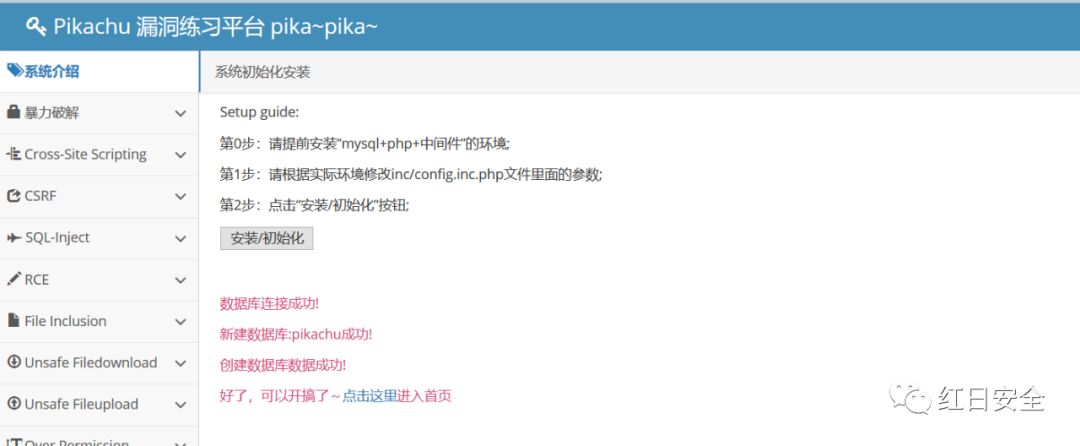 Pikachu 漏洞练习平台 pika~pika~
系统介绍
暴力破解
Cross-Site Scripting
CSRF
SQL-Inject
RCE
File Inclusion
Unsafe Filedownload
Unsafe Fileupload
Over Permission
系统初始化安装
Setup guide:
第0步：请提前安装“mysql+php+中间件”的环境;
第1步：请根据实际环境修改inc/config.inc.php文件里面的参数;
第2步：点击“安装/初始化”按钮;
安装/初始化
数据库连接成功!
新建数据库:pikachu成功!
创建数据库数据成功!
好了，可以开搞了～点击这里进入首页
红日安全